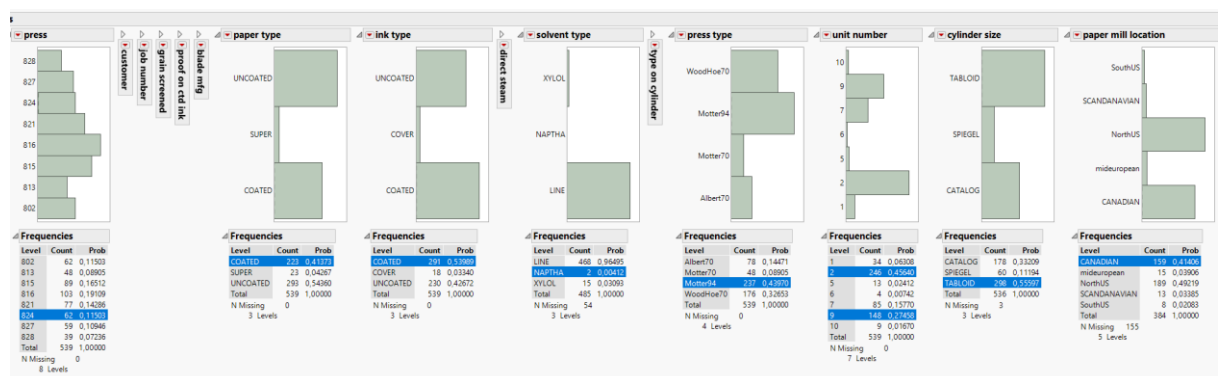 s
press
828
827
824
821
816
815
813
802
Frequencies
Level Count Prob
802 62 0,11503
813 48 0,08905
815 89 0,16512
816 103 0,19109
821 77 0,14286
824 62 0,11503
827 59 0,10946
828 39 0,07236
Total 539 1,00000
N Missing 0
8 Levels
customer
job number
grain screened
proof on ctd ink
blade mfg
paper type
UNCOATED
SUPER
COATED
Frequencies
Level Count Prob
COATED 223 0,41373
SUPER 23 0,04267
UNCOATED 293 0,54360
Total 539 1,00000
N Missing 0
3 Levels
ink type
UNCOATED
COVER
COATED
Frequencies
Level Count Prob
COATED 291 0,53989
COVER 18 0,03340
UNCOATED 230 0,42672
Total 539 1,00000
N Missing 0
3 Levels
direct steam
solvent type
XYLOL
NAPTHA
LINE
Frequencies
Level Count Prob
LINE 468 0,96495
NAPTHA 2 0,00412
XYLOL 15 0,03093
Total 485 1,00000
N Missing 54
3 Levels
type on cylinder
press type
WoodHoe70
Motter94
Motter70
Albert70
Frequencies
Level Count Prob
Albert70 78 0,14471
Motter70 48 0,08905
Motter94 237 0,43970
WoodHoe70 176 0,32653
Total 539 1,00000
N Missing 0
4 Levels
unit number
10
9
7
6
5
2
1
Frequencies
Level Count Prob
1 34 0,06308
2 246 0,45640
5 13 0,02412
6 4 0,00742
7 85 0,15770
9 148 0,27458
10 9 0,01670
Total 539 1,00000
N Missing 0
7 Levels
cylinder size
TABLOID
SPIEGEL
CATALOG
Frequencies
Level Count Prob
CATALOG 178 0,33209
SPIEGEL 60 0,11194
TABLOID 298 0,55597
Total 536 1,00000
N Missing 3
3 Levels
paper mill location
SouthUS
SCANDANAVIAN
NorthUS
mideuropean
CANADIAN
Frequencies
Level Count Prob
CANADIAN 159 0,41406
mideuropean 15 0,03906
NorthUS 189 0,49219
SCANDANAVIAN 13 0,03385
SouthUS 8 0,02083
Total 384 1,00000
N Missing 155
5 Levels